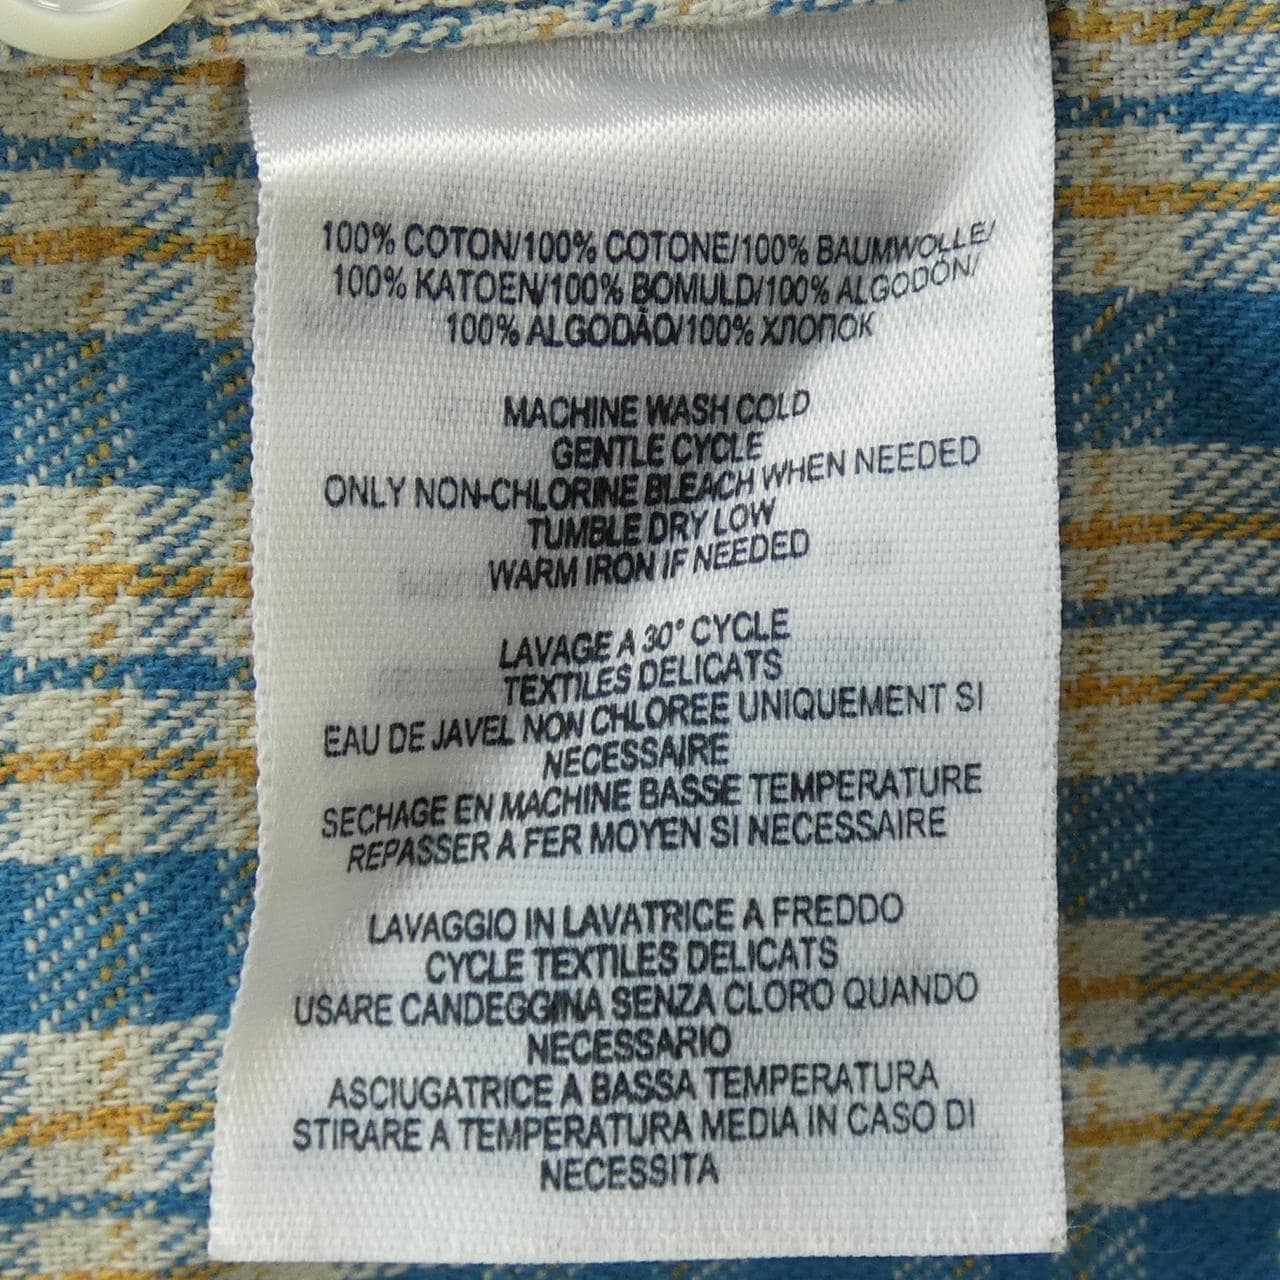 100% COTON/100% COTONE/100% BAUMWOLLE/
100% KATOEN/100% BOMULD/100% ALGODÓN/
100% ALGODÃO/100% ХЛОПОК
MACHINE WASH COLD
GENTLE CYCLE
ONLY NON-CHLORINE BLEACH WHEN NEEDED
TUMBLE DRY LOW
WARM IRON IF NEEDED
LAVAGE A 30° CYCLE
TEXTILES DELICATS
EAU DE JAVEL NON CHLOREE UNIQUEMENT SI
NECESSAIRE
SECHAGE EN MACHINE BASSE TEMPERATURE
REPASSER A FER MOYEN SI NECESSAIRE
LAVAGGIO IN LAVATRICE A FREDDO
CYCLE TEXTILES DELICATS
USARE CANDEGGINA SENZA CLORO QUANDO
NECESSARIO
ASCIUGATRICE A BASSA TEMPERATURA
STIRARE A TEMPERATURA MEDIA IN CASO DI
NECESSITA